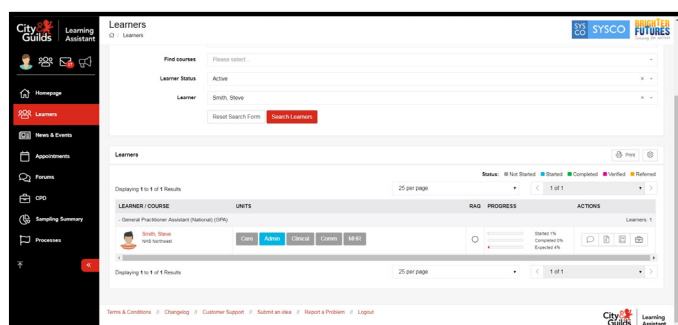 City Guilds Learning Assistant
Learners
/ Learners
SYS CO SYSCO BRIGHTER FUTURES
Homepage
Learners
News & Events
Appointments
Forums
CPD
Sampling Summary
Processes
Find courses Please select...
Learner Status Active
Learner Smith, Steve
Reset Search Form Search Learners
Learners Print
Status: Not Started Started Completed Verified Referred
Displaying 1 to 1 of 1 Results 25 per page 1 of 1
LEARNER / COURSE UNITS RAG PROGRESS ACTIONS
- General Practitioner Assistant (National) (GPA) Learners: 1
Smith, Steve
NHS Northwest
Care Admin Clinical Comm MHR
Started 1%
Completed 0%
Expected 4%
Displaying 1 to 1 of 1 Results 25 per page 1 of 1
Terms & Conditions // Changelog // Customer Support // Submit an idea // Report a Problem // Logout
City Guilds Learning Assistant